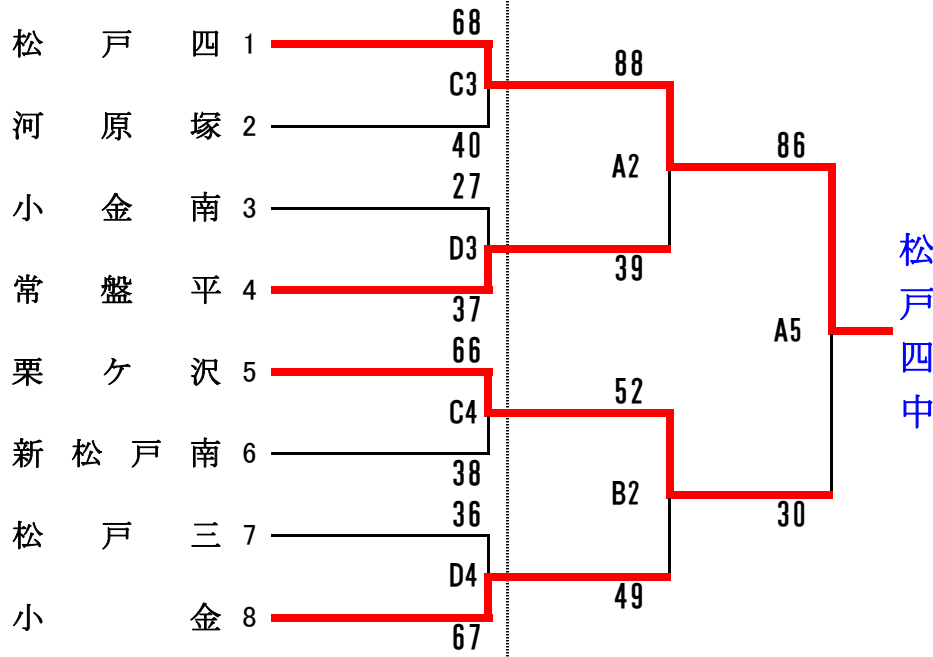 松戸四 1
68
C3
河原塚 2
40
小金南 3
27
D3
常盤平 4
37
栗ケ沢 5
66
C4
新松戸南 6
38
松戸三 7
36
D4
小金 8
67
88
A2
39
52
B2
49
86
A5
30
松戸四中